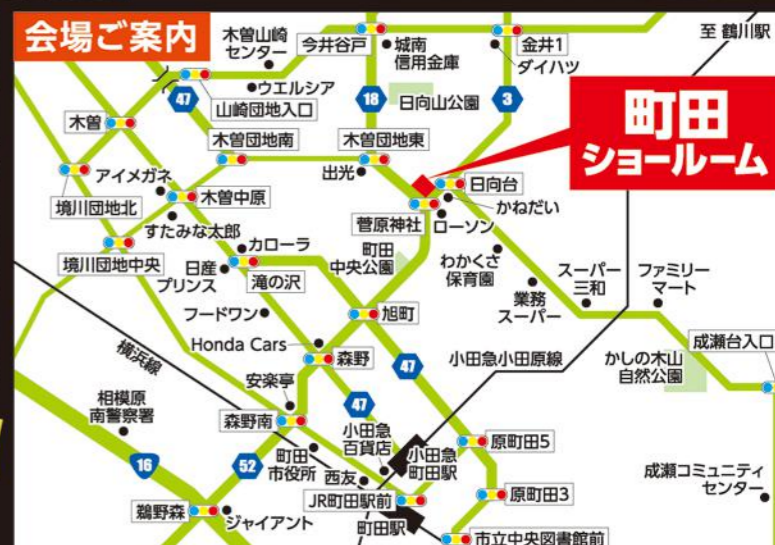 会場ご案内
木曽山崎
センター
今井谷戸
城南
信用金庫
金井1
ダイハツ
至 鶴川駅
ウエルシア
47
山崎団地入口
18
日向山公園
3
町田
ショールーム
木曽
木曽団地南
木曽団地東
出光
日向台
アイメガネ
境川団地北
木曽中原
かねだい
菅原神社
ローソン
すたみな太郎
境川団地中央
カローラ
日産
プリンス
滝の沢
町田
中央公園
わかくさ
保育園
業務
スーパー
スーパー
三和
ファミリー
マート
フードワン
旭町
Honda Cars
森野
47
小田急小田原線
かしの木山
自然公園
成瀬台入口
横浜線
安楽亭
相模原
南警察署
森野南
47
小田急
百貨店
小田急
町田駅
原町田5
16
52
町田
市役所
西友
JR町田駅前
原町田3
成瀬コミュニティ
センター
鵜野森
ジャイアント
町田駅
市立中央図書館前